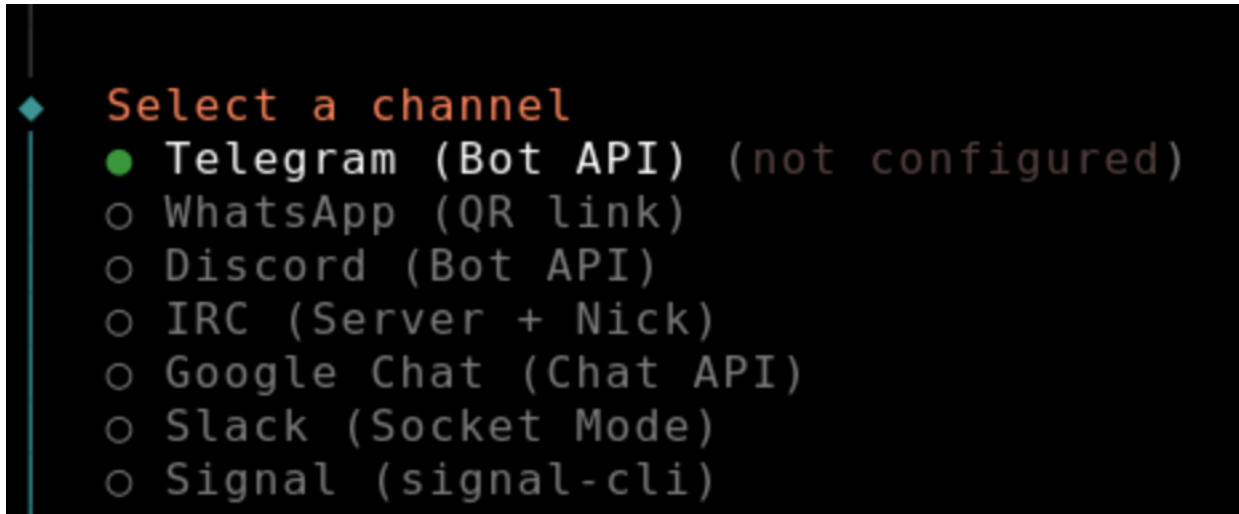 Select a channel
● Telegram (Bot API) (not configured)
○ WhatsApp (QR link)
○ Discord (Bot API)
○ IRC (Server + Nick)
○ Google Chat (Chat API)
○ Slack (Socket Mode)
○ Signal (signal-cli)